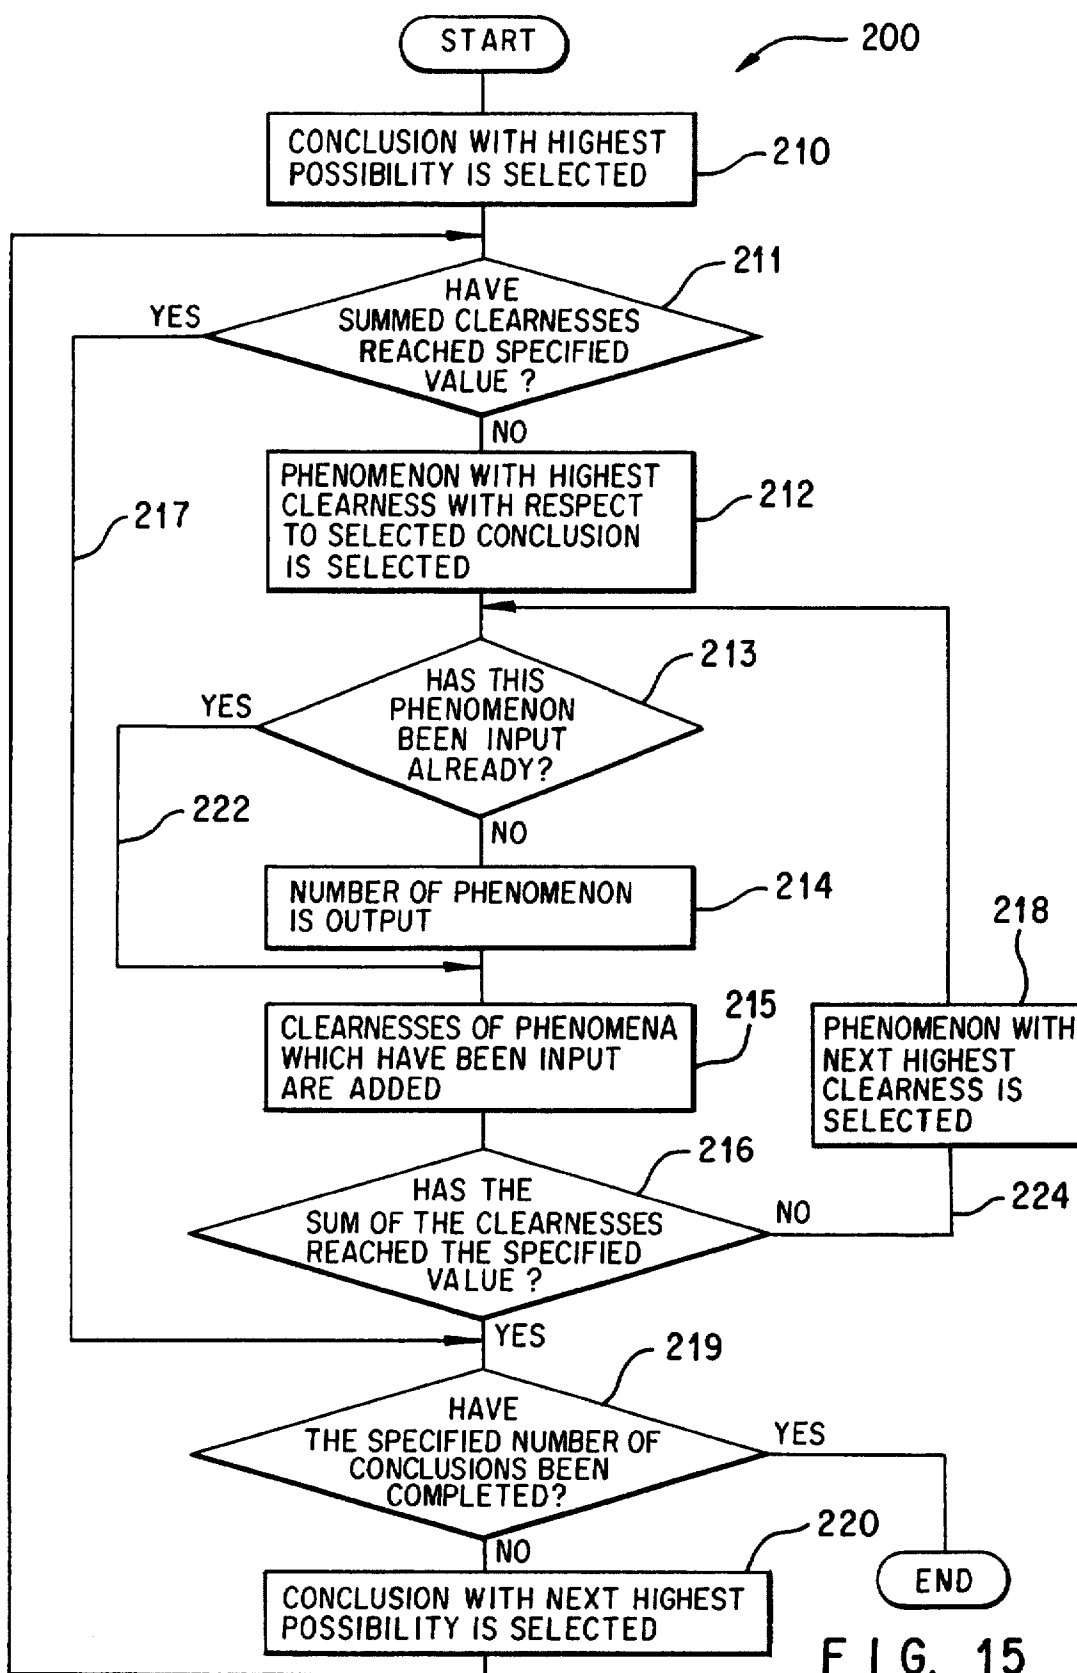 START
200
CONCLUSION WITH HIGHEST
POSSIBILITY IS SELECTED
210
211
HAVE
SUMMED CLEARNESSES
REACHED SPECIFIED
VALUE ?
YES
NO
PHENOMENON WITH HIGHEST
CLEARNESS WITH RESPECT
TO SELECTED CONCLUSION
IS SELECTED
212
217
213
HAS THIS
PHENOMENON
BEEN INPUT
ALREADY?
YES
222
NO
NUMBER OF PHENOMENON
IS OUTPUT
214
218
CLEARNESSES OF PHENOMENA
WHICH HAVE BEEN INPUT
ARE ADDED
215
PHENOMENON WITH
NEXT HIGHEST
CLEARNESS IS
SELECTED
216
HAS THE
SUM OF THE CLEARNESSES
REACHED THE SPECIFIED
VALUE ?
NO
224
YES
219
HAVE
THE SPECIFIED NUMBER OF
CONCLUSIONS BEEN
COMPLETED?
YES
NO
220
CONCLUSION WITH NEXT HIGHEST
POSSIBILITY IS SELECTED
END
FIG. 15